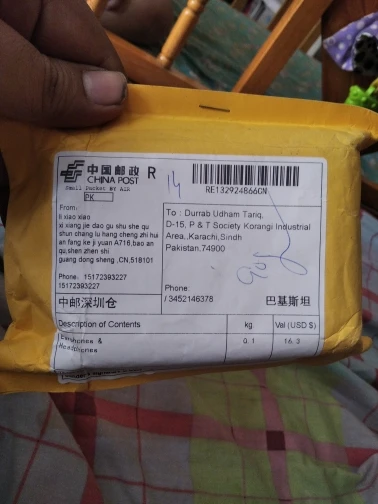 中国邮政 R
CHINA POST
Small Packet BY AIR
PK
14
RE132924866CN
From:
li xiao xiao
xi xiang jie dao gu shu she qu
shun chang lu hang cheng zhi hui
an fang ke ji yuan A716,bao an
qu,shen zhen shi
guang dong sheng ,CN,518101
Phone: 15172393227
15172393227
中邮深圳仓
To : Durrab Udham Tariq,
D-15, P & T Society Korangi Industrial
Area,,Karachi,Sindh
Pakistan,74900
Phone:
/ 3452146378
巴基斯坦
Description of Contents kg Val (USD $)
Earphones & 0.1 16.3
Headphones